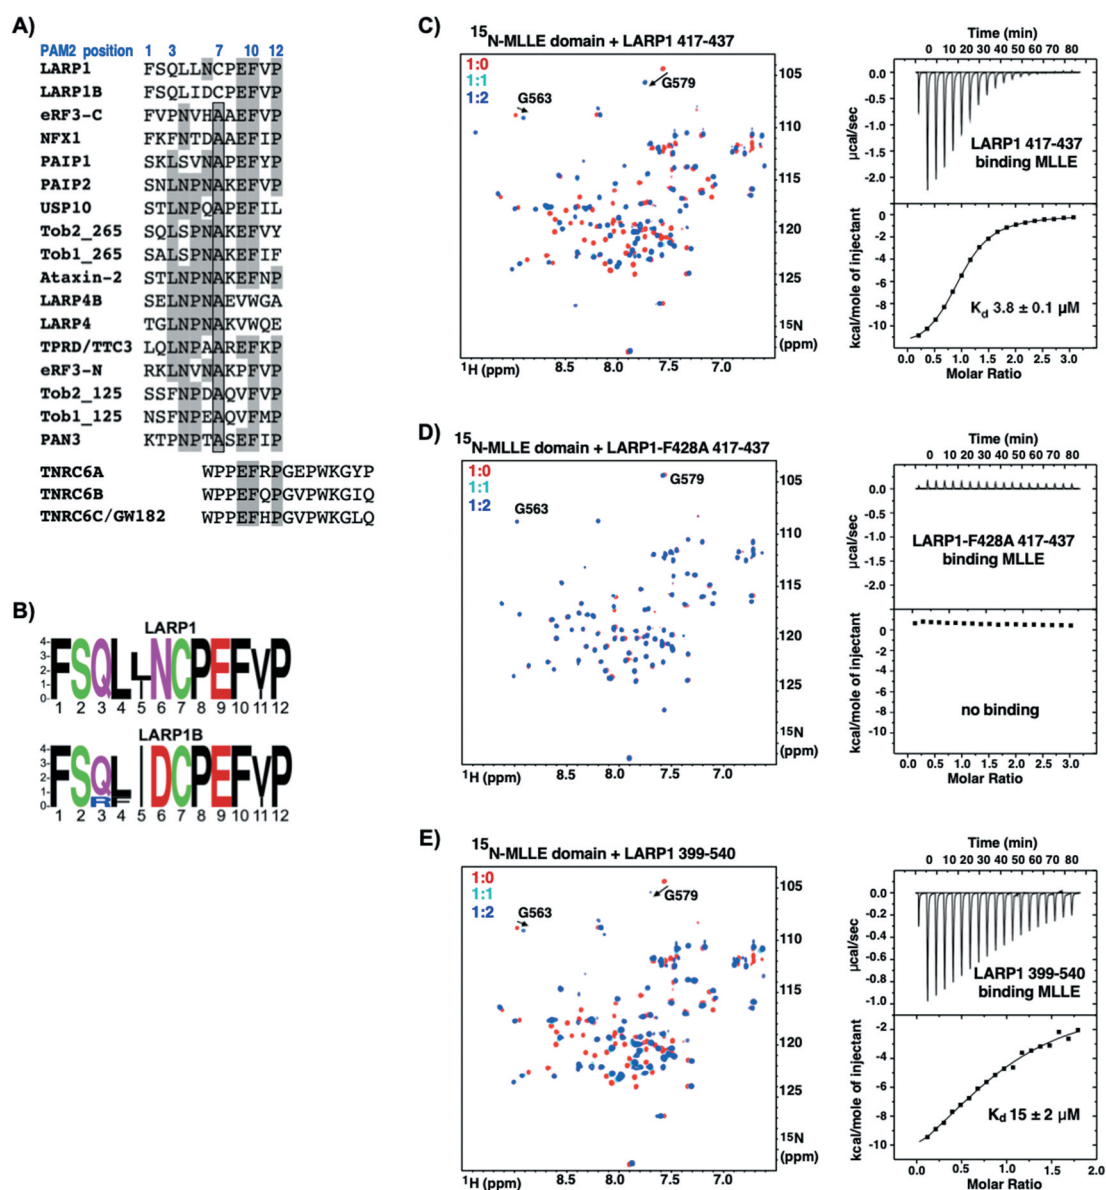 A)
PAM2 position 1 3 7 10 12
LARP1 FSQLLNCPEFVP
LARP1B FSQLIDCPEFVP
eRF3-C FVPNVHAAEFVP
NFX1 FKFNTDAAEFIP
PAIP1 SKLSVNAPEFYP
PAIP2 SNLNPNAKEFVP
USP10 STLNPQAPEFIL
Tob2_265 SQLSPNAKEFVY
Tob1_265 SALSPNAKEFIF
Ataxin-2 STLNPNAKEFNP
LARP4B SELNPNAEVWGA
LARP4 TGLNPNAKVWQE
TPRD/TTC3 LQLNPAAREFKP
eRF3-N RKLNVNAKPFVP
Tob2_125 SSFNPDAQVFVP
Tob1_125 NSFNPEAQVFMP
PAN3 KTPNPTASEFIP
TNRC6A WPPEFRPGEPWKGYP
TNRC6B WPPEFQPGVPWKGIQ
TNRC6C/GW182 WPPEFHPGVPWKGLQ
B)
LARP1
4
3
2
1
0
FSQLLNCPEFVP
I
1 2 3 4 5 6 7 8 9 10 11 12
LARP1B
4
3
2
1
0
FSQLIDCPEFVP
R F
1 2 3 4 5 6 7 8 9 10 11 12
C)
15N-MLLE domain + LARP1 417-437
1:0
1:1
1:2
G563
G579
105
110
115
120
125
15N
(ppm)
1H (ppm) 8.5 8.0 7.5 7.0
Time (min)
0 10 20 30 40 50 60 70 80
0.0
-0.5
-1.0
-1.5
-2.0
µcal/sec
LARP1 417-437
binding MLLE
0
-2
-4
-6
-8
-10
kcal/mole of injectant
Kd 3.8 ± 0.1 µM
0.0 0.5 1.0 1.5 2.0 2.5 3.0
Molar Ratio
D)
15N-MLLE domain + LARP1-F428A 417-437
1:0
1:1
1:2
G563
G579
105
110
115
120
125
15N
(ppm)
1H (ppm) 8.5 8.0 7.5 7.0
Time (min)
0 10 20 30 40 50 60 70 80
0.0
-0.5
-1.0
-1.5
-2.0
µcal/sec
LARP1-F428A 417-437
binding MLLE
0
-2
-4
-6
-8
-10
kcal/mole of injectant
no binding
0.0 0.5 1.0 1.5 2.0 2.5 3.0
Molar Ratio
E)
15N-MLLE domain + LARP1 399-540
1:0
1:1
1:2
G563
G579
105
110
115
120
125
15N
(ppm)
1H (ppm) 8.5 8.0 7.5 7.0
Time (min)
0 10 20 30 40 50 60 70 80
0.0
-0.2
-0.4
-0.6
-0.8
-1.0
µcal/sec
LARP1 399-540
binding MLLE
-2
-4
-6
-8
-10
kcal/mole of injectant
Kd 15 ± 2 µM
0.0 0.5 1.0 1.5 2.0
Molar Ratio